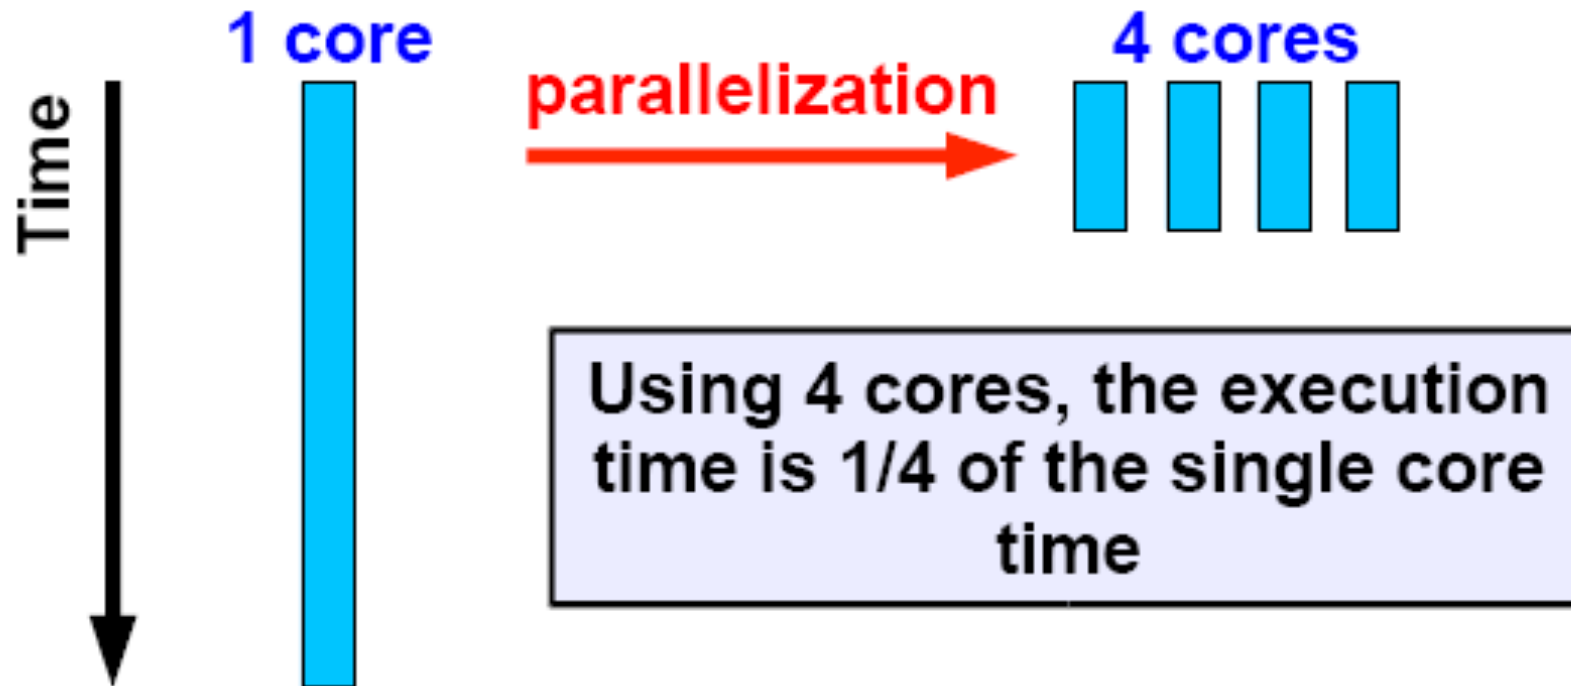 1 core
4 cores
parallelization
Time
Using 4 cores, the execution
time is 1/4 of the single core
time